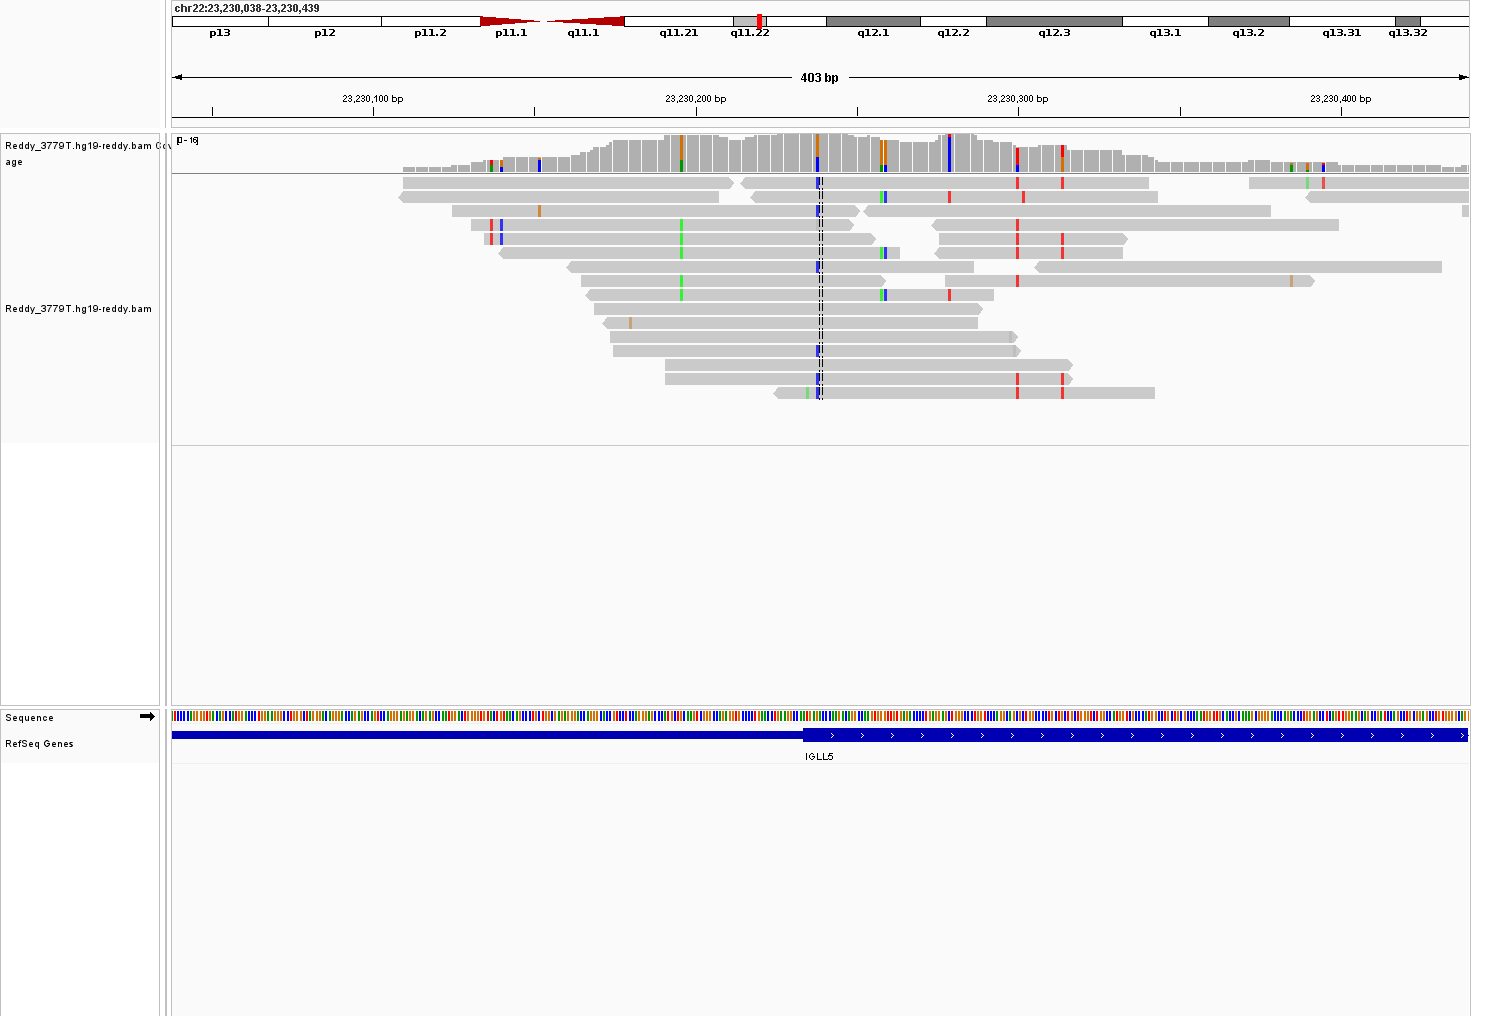 chr22:23,230,038-23,230,439
p13 p12 p11.2 p11.1 q11.1 q11.21 q11.22 q12.1 q12.2 q12.3 q13.1 q13.2 q13.31 q13.32
403 bp
23,230,100 bp 23,230,200 bp 23,230,300 bp 23,230,400 bp
[0 - 16]
Reddy_3779T.hg19-reddy.bam Cov
age
Reddy_3779T.hg19-reddy.bam
Sequence
RefSeq Genes
IGLL5